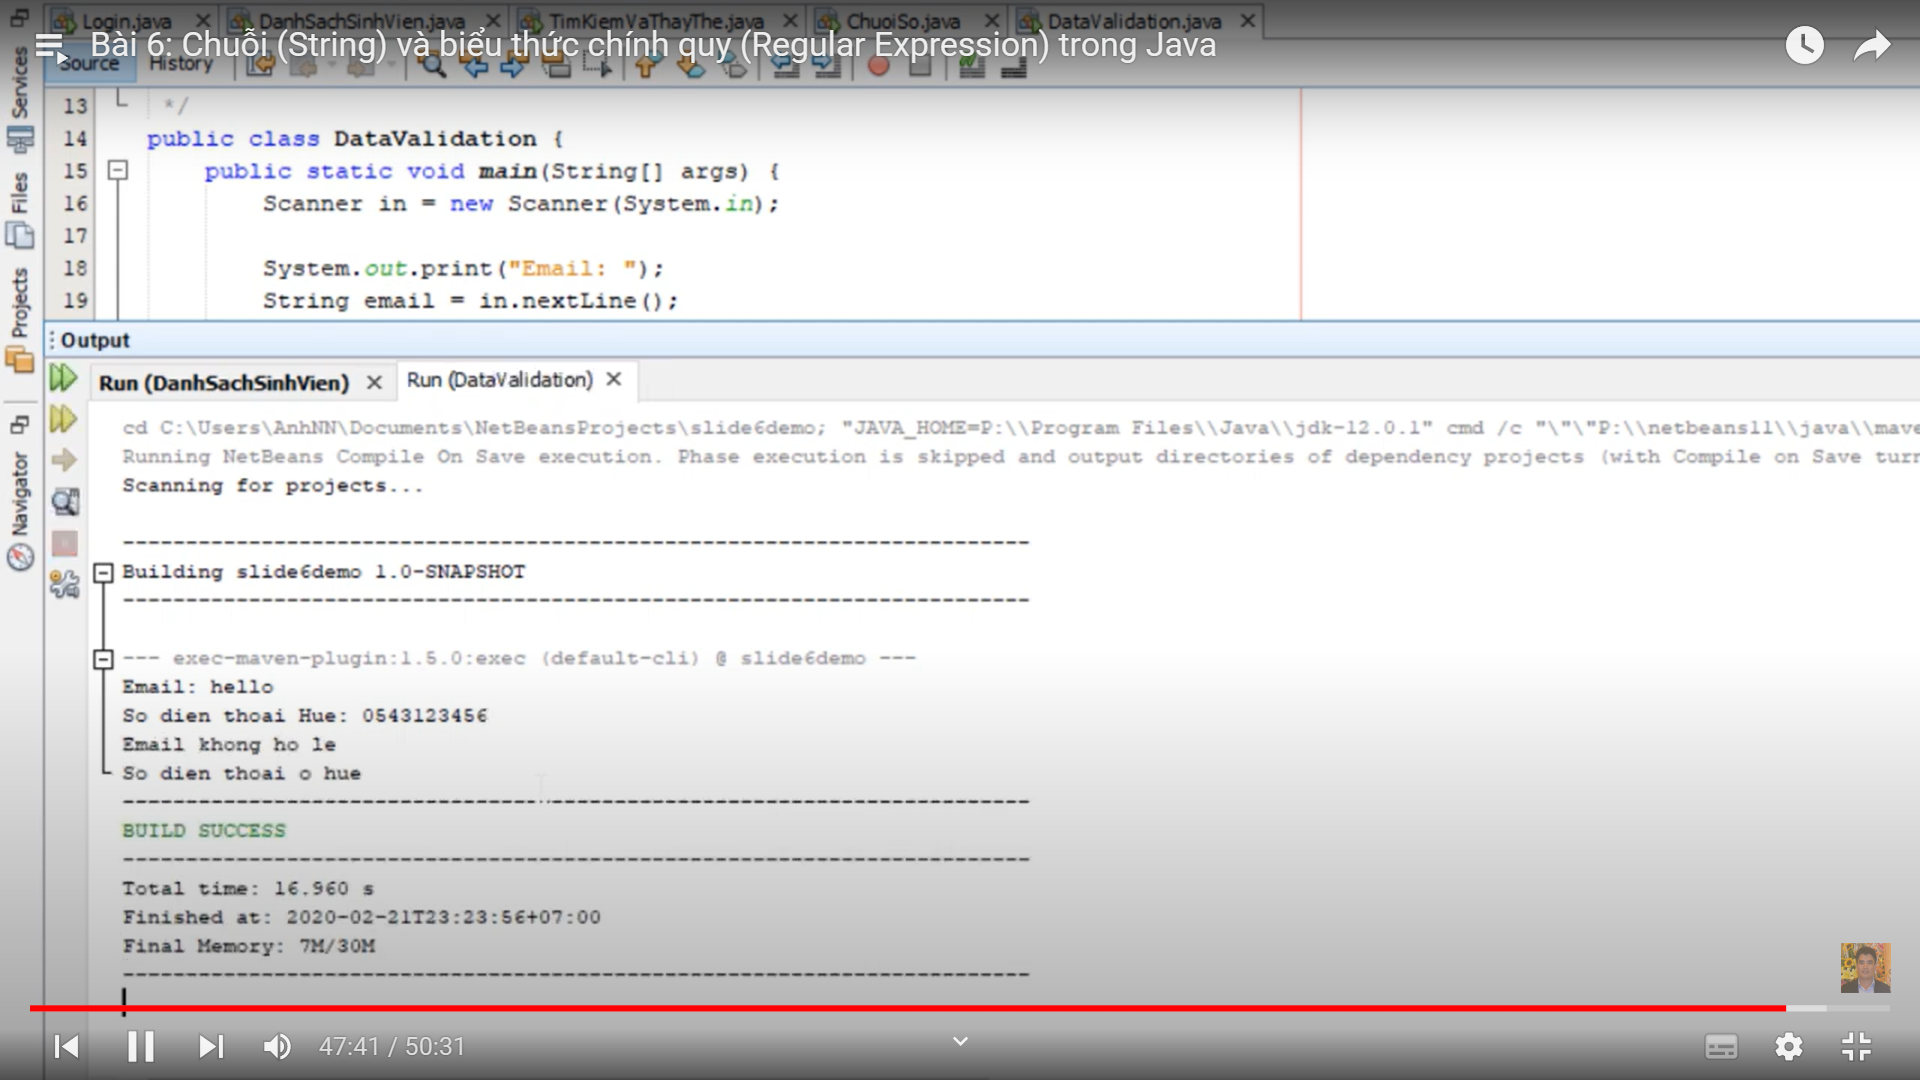 Login.java DanhSachSinhVien.java TimKiemVaThayThe.java ChuoiSo.java DataValidation.java
Bài 6: Chuỗi (String) và biểu thức chính quy (Regular Expression) trong Java
Source History
Services
Files
Projects
Navigator
13 */
14 public class DataValidation {
15 public static void main(String[] args) {
16 Scanner in = new Scanner(System.in);
17
18 System.out.print("Email: ");
19 String email = in.nextLine();
Output
Run (DanhSachSinhVien) Run (DataValidation)
cd C:\Users\AnhNN\Documents\NetBeansProjects\slide6demo; "JAVA_HOME=P:\\Program Files\\Java\\jdk-12.0.1" cmd /c "\"\"P:\\netbeans11\\java\\mave
Running NetBeans Compile On Save execution. Phase execution is skipped and output directories of dependency projects (with Compile on Save turn
Scanning for projects...
------------------------------------------------------------------------
Building slide6demo 1.0-SNAPSHOT
------------------------------------------------------------------------
--- exec-maven-plugin:1.5.0:exec (default-cli) @ slide6demo ---
Email: hello
So dien thoai Hue: 0543123456
Email khong ho le
So dien thoai o hue
------------------------------------------------------------------------
BUILD SUCCESS
------------------------------------------------------------------------
Total time: 16.960 s
Finished at: 2020-02-21T23:23:56+07:00
Final Memory: 7M/30M
------------------------------------------------------------------------
47:41 / 50:31